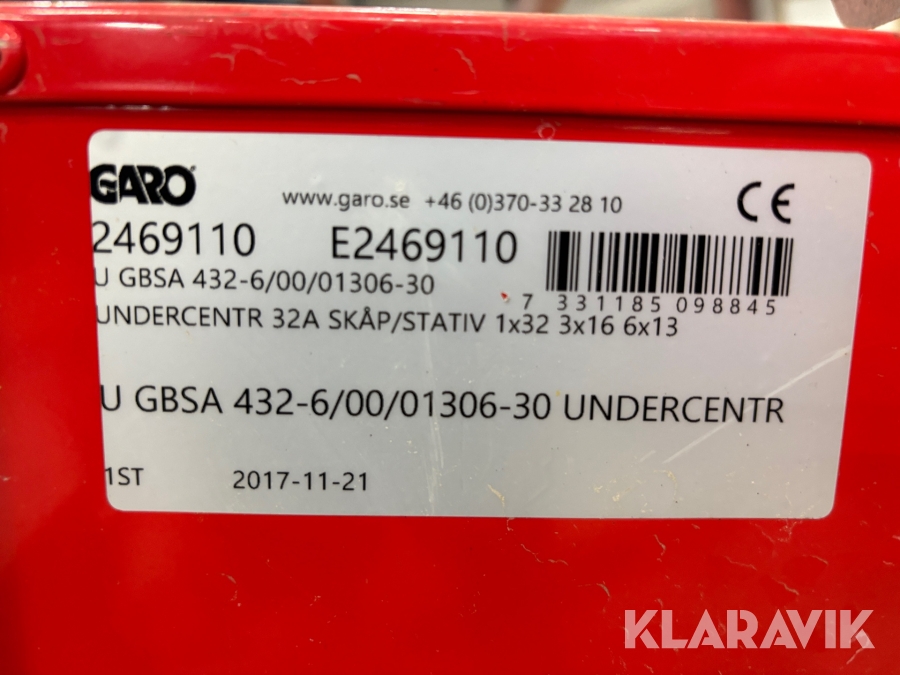 GARO
www.garo.se +46 (0)370-33 28 10
CE
2469110 E2469110
U GBSA 432-6/00/01306-30
7 331185 098845
UNDERCENTR 32A SKÅP/STATIV 1x32 3x16 6x13
U GBSA 432-6/00/01306-30 UNDERCENTR
1ST 2017-11-21
KLARAVIK